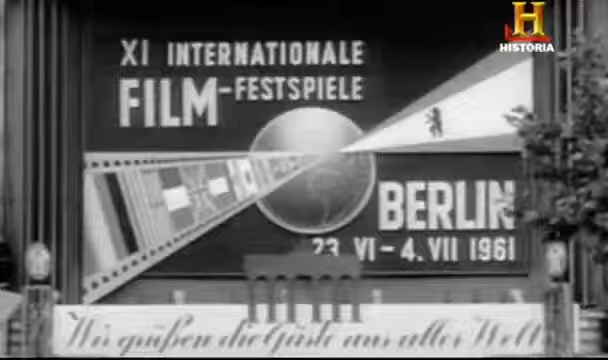 XI INTERNATIONALE
FILM-FESTSPIELE
BERLIN
23. VI - 4. VII 1961
Wir grüßen die Gäste aus aller Welt
H
HISTORIA